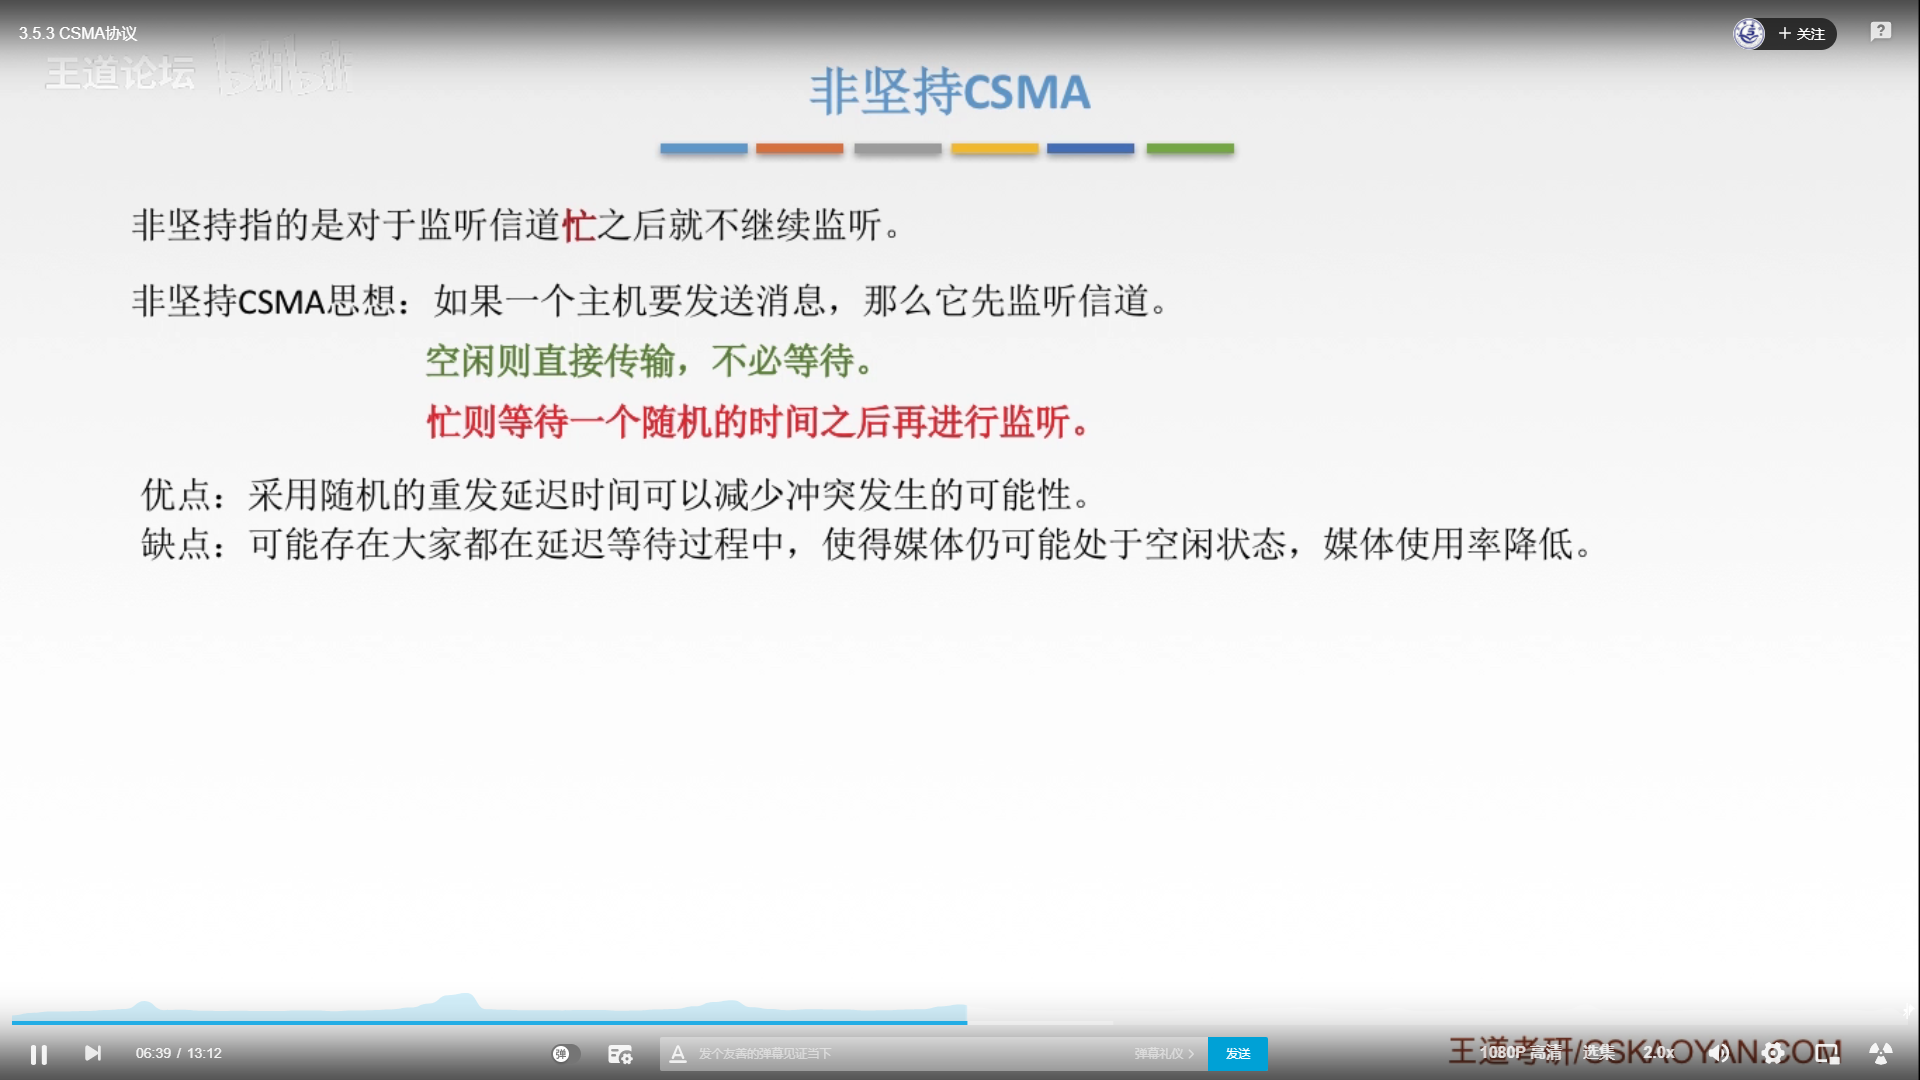 3.5.3 CSMA协议
+ 关注
王道论坛 bilibili
非坚持CSMA
非坚持指的是对于监听信道忙之后就不继续监听。
非坚持CSMA思想：如果一个主机要发送消息，那么它先监听信道。
空闲则直接传输，不必等待。
忙则等待一个随机的时间之后再进行监听。
优点：采用随机的重发延迟时间可以减少冲突发生的可能性。
缺点：可能存在大家都在延迟等待过程中，使得媒体仍可能处于空闲状态，媒体使用率降低。
06:39 / 13:12
弹
A 发个友善的弹幕见证当下
弹幕礼仪 >
发送
王道考研/CSKAOYAN.COM
1080P 高清
选集
2.0x